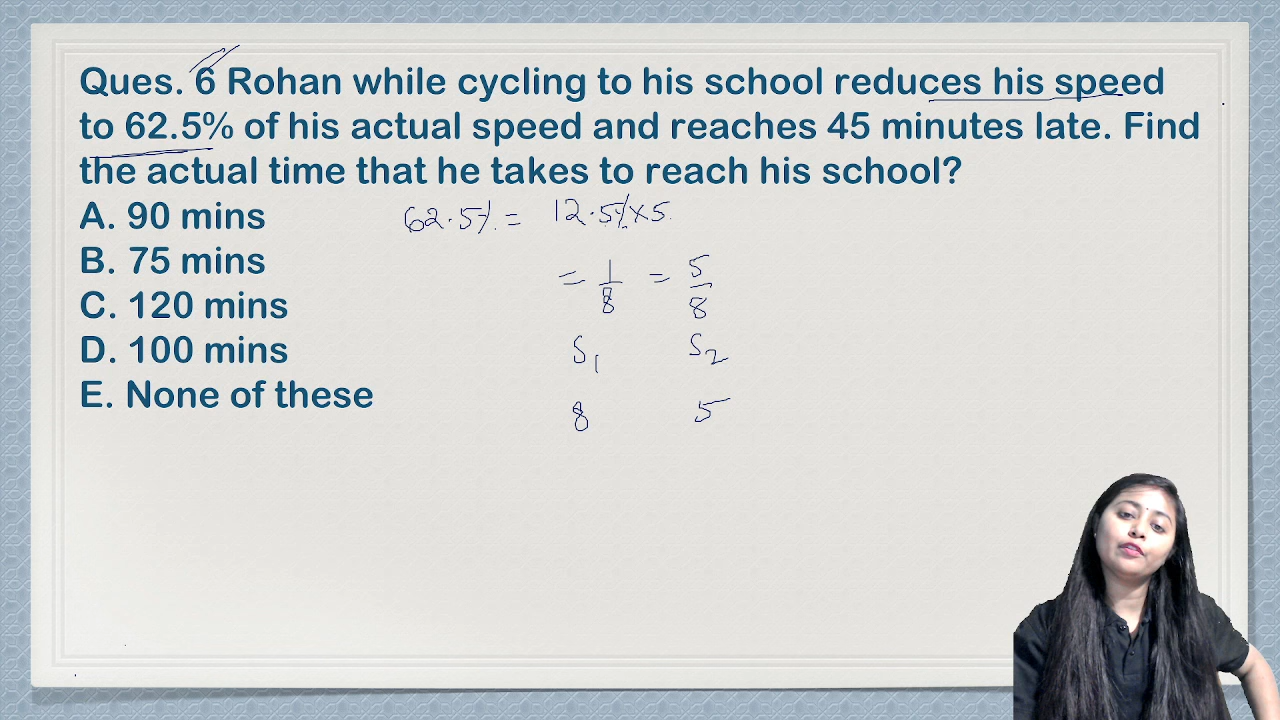 Ques. 6 Rohan while cycling to his school reduces his speed
to 62.5% of his actual speed and reaches 45 minutes late. Find
the actual time that he takes to reach his school?
A. 90 mins
B. 75 mins
C. 120 mins
D. 100 mins
E. None of these
62.5% = 12.5% x 5
= 1/8 = 5/8
S1 S2
8 5